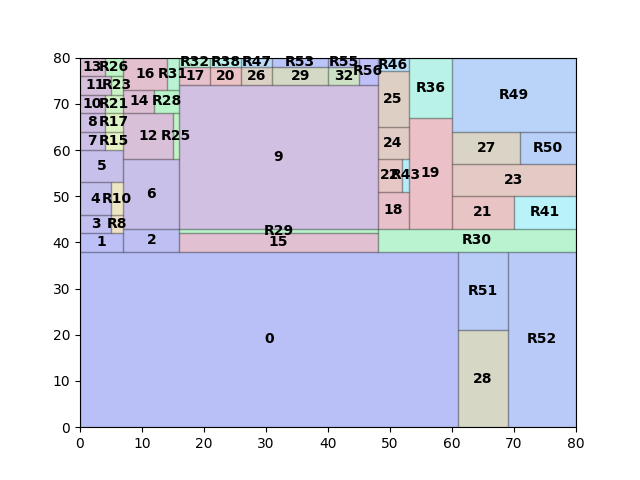 80
R32 R38 R47 R53 R55 R46
13 R26 16 R31 17 20 26 29 32 R56
11 R23 25 R36 R49
70 10 R21 14 R28
8 R17 12 R25
60 7 R15 24 27 R50
5 9
22 R43 19 23
50 4 R10 6
18 21 R41
3 R8 R29
40 1 2 15 R30
30 R51
20 0 R52
10 28
0
0 10 20 30 40 50 60 70 80